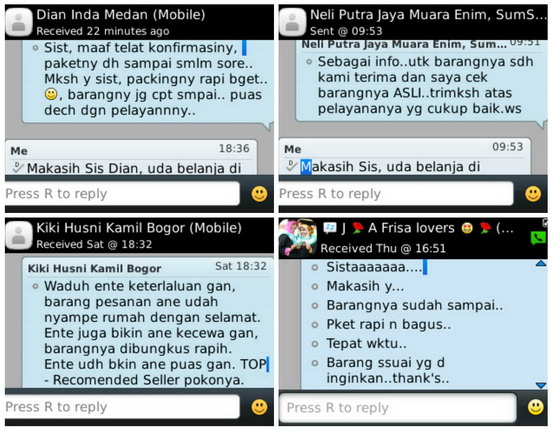 Dian Inda Medan (Mobile)
Received 22 minutes ago
Sist, maaf telat konfirmasiny,
paketny dh sampai smlm sore..
Mksh y sist, packingny rapi bget..
, barangny jg cpt smpai.. puas
dech dgn pelayannny..
Me 18:36
Makasih Sis Dian, uda belanja di
Press R to reply
Neli Putra Jaya Muara Enim, SumS...
Sent @ 09:53
Neli Putra Jaya Muara Enim, Sum... 09:51
Sebagai info..utk barangnya sdh
kami terima dan saya cek
barangnya ASLI..trimksh atas
pelayananya yg cukup baik.ws
Me 09:53
Makasih Sis, uda belanja di
Press R to reply
Kiki Husni Kamil Bogor (Mobile)
Received Sat @ 18:32
Kiki Husni Kamil Bogor Sat 18:32
Waduh ente keterlaluan gan,
barang pesanan ane udah
nyampe rumah dengan selamat.
Ente juga bikin ane kecewa gan,
barangnya dibungkus rapih.
Ente udh bkin ane puas gan. TOP
- Recomended Seller pokonya.
Press R to reply
J A Frisa lovers (...
Received Thu @ 16:51
Sistaaaaaaa....
Makasih y...
Barangnya sudah sampai..
Pket rapi n bagus..
Tepat wktu..
Barang ssuai yg d
inginkan..thank's..
Press R to reply